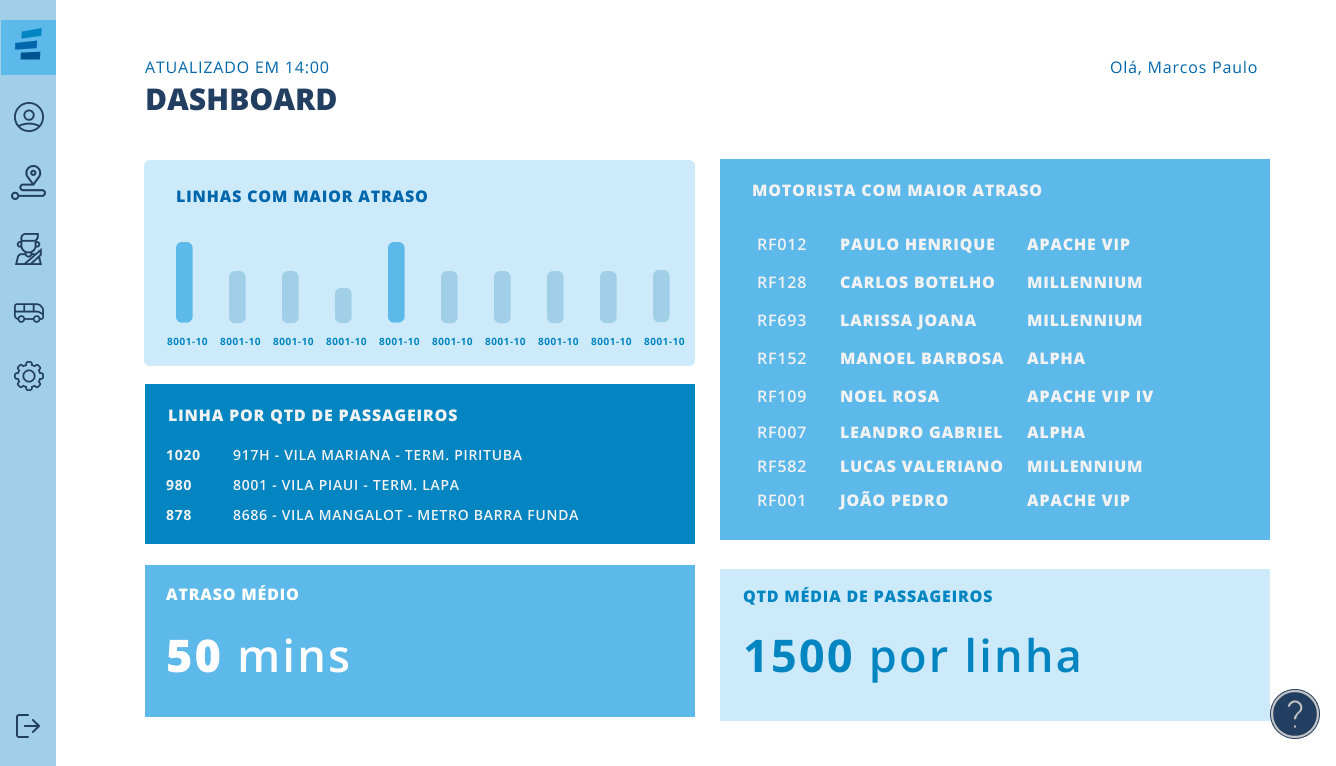 ATUALIZADO EM 14:00
DASHBOARD
Olá, Marcos Paulo
LINHAS COM MAIOR ATRASO
8001-10 8001-10 8001-10 8001-10 8001-10 8001-10 8001-10 8001-10 8001-10 8001-10
LINHA POR QTD DE PASSAGEIROS
1020 917H - VILA MARIANA - TERM. PIRITUBA
980 8001 - VILA PIAUI - TERM. LAPA
878 8686 - VILA MANGALOT - METRO BARRA FUNDA
ATRASO MÉDIO
50 mins
MOTORISTA COM MAIOR ATRASO
RF012 PAULO HENRIQUE APACHE VIP
RF128 CARLOS BOTELHO MILLENNIUM
RF693 LARISSA JOANA MILLENNIUM
RF152 MANOEL BARBOSA ALPHA
RF109 NOEL ROSA APACHE VIP IV
RF007 LEANDRO GABRIEL ALPHA
RF582 LUCAS VALERIANO MILLENNIUM
RF001 JOÃO PEDRO APACHE VIP
QTD MÉDIA DE PASSAGEIROS
1500 por linha
?